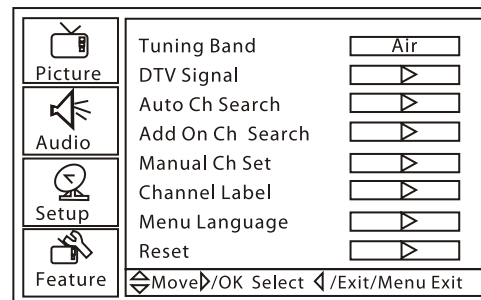 Picture
Audio
Setup
Feature
Tuning Band Air
DTV Signal
Auto Ch Search
Add On Ch Search
Manual Ch Set
Channel Label
Menu Language
Reset
Move /OK Select /Exit/Menu Exit